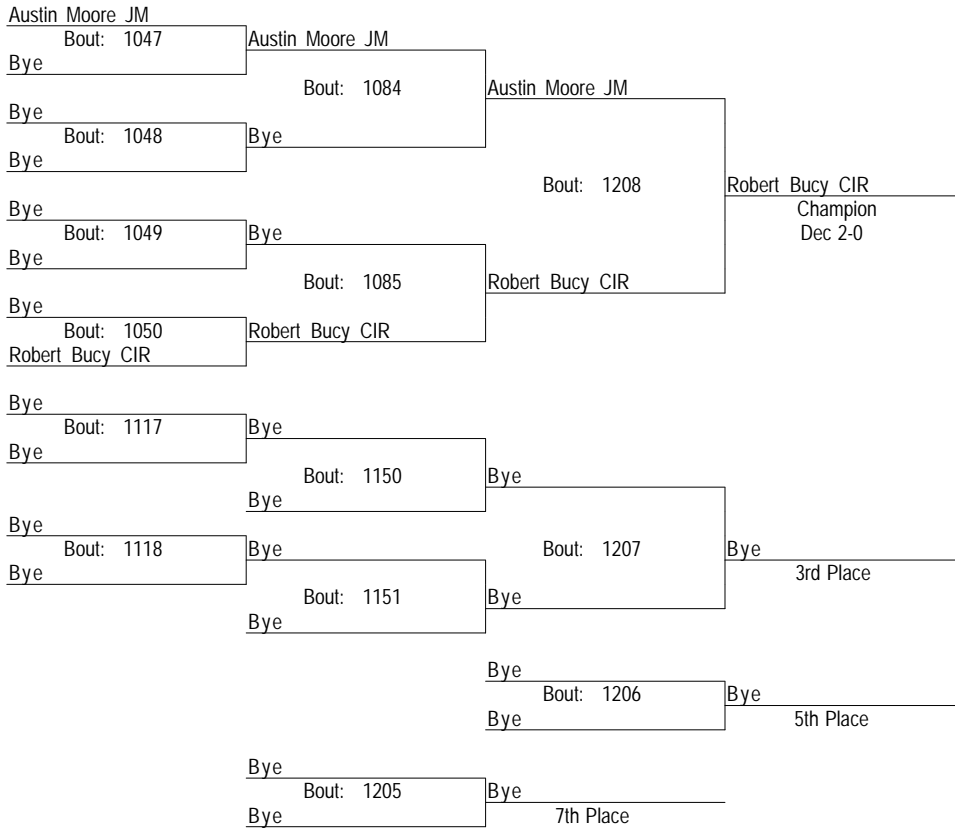 Austin Moore JM
Bout: 1047
Austin Moore JM
Bye
Bout: 1084
Austin Moore JM
Bye
Bout: 1048
Bye
Bye
Bout: 1208
Robert Bucy CIR
Champion
Dec 2-0
Bye
Bout: 1049
Bye
Bye
Bout: 1085
Robert Bucy CIR
Bye
Bout: 1050
Robert Bucy CIR
Robert Bucy CIR
Bye
Bout: 1117
Bye
Bye
Bout: 1150
Bye
Bye
Bye
Bout: 1118
Bye
Bout: 1207
Bye
3rd Place
Bye
Bout: 1151
Bye
Bye
Bye
Bout: 1206
Bye
5th Place
Bye
Bye
Bout: 1205
Bye
7th Place
Bye